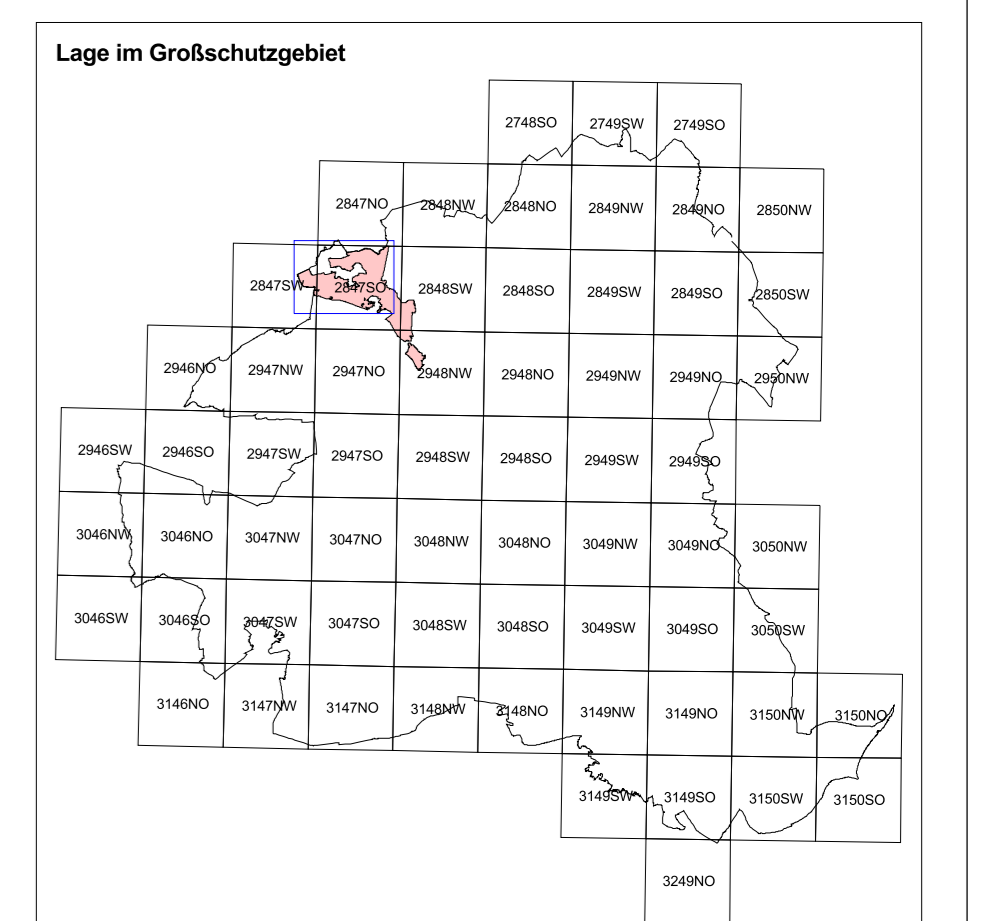 Lage im Großschutzgebiet
2748SO 2749SW 2749SO
2847NO 2848NW 2848NO 2849NW 2849NO 2850NW
2847SW 2847SO 2848SW 2848SO 2849SW 2849SO 2850SW
2946NO 2947NW 2947NO 2948NW 2948NO 2949NW 2949NO 2950NW
2946SW 2946SO 2947SW 2947SO 2948SW 2948SO 2949SW 2949SO
3046NW 3046NO 3047NW 3047NO 3048NW 3048NO 3049NW 3049NO 3050NW
3046SW 3046SO 3047SW 3047SO 3048SW 3048SO 3049SW 3049SO 3050SW
3146NO 3147NW 3147NO 3148NW 3148NO 3149NW 3149NO 3150NW 3150NO
3149SW 3149SO 3150SW 3150SO
3249NO